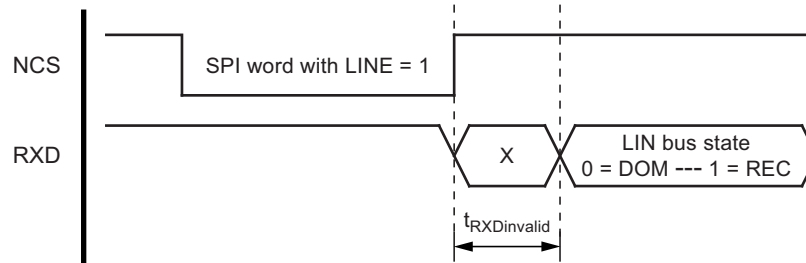 NCS
SPI word with LINE = 1
RXD
X
LIN bus state
0 = DOM --- 1 = REC
tRXDinvalid